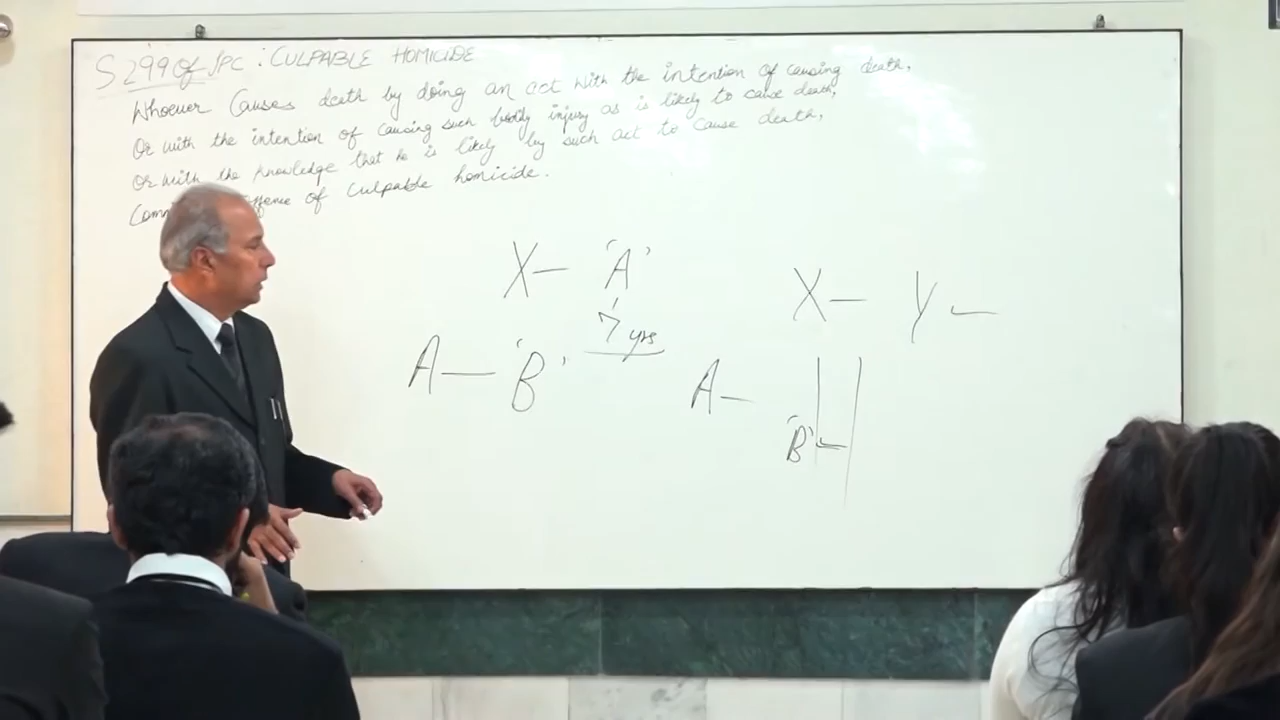 S 299 Of IPC : CULPABLE HOMICIDE
Whoever Causes death by doing an act with the intention of causing death,
Or with the intention of causing such bodily injury as is likely to cause death,
Or with the knowledge that he is likely by such act to cause death,
Com offense of Culpable homicide.
X — 'A'
7 yrs
A — 'B'
X — Y —
A —
'B'